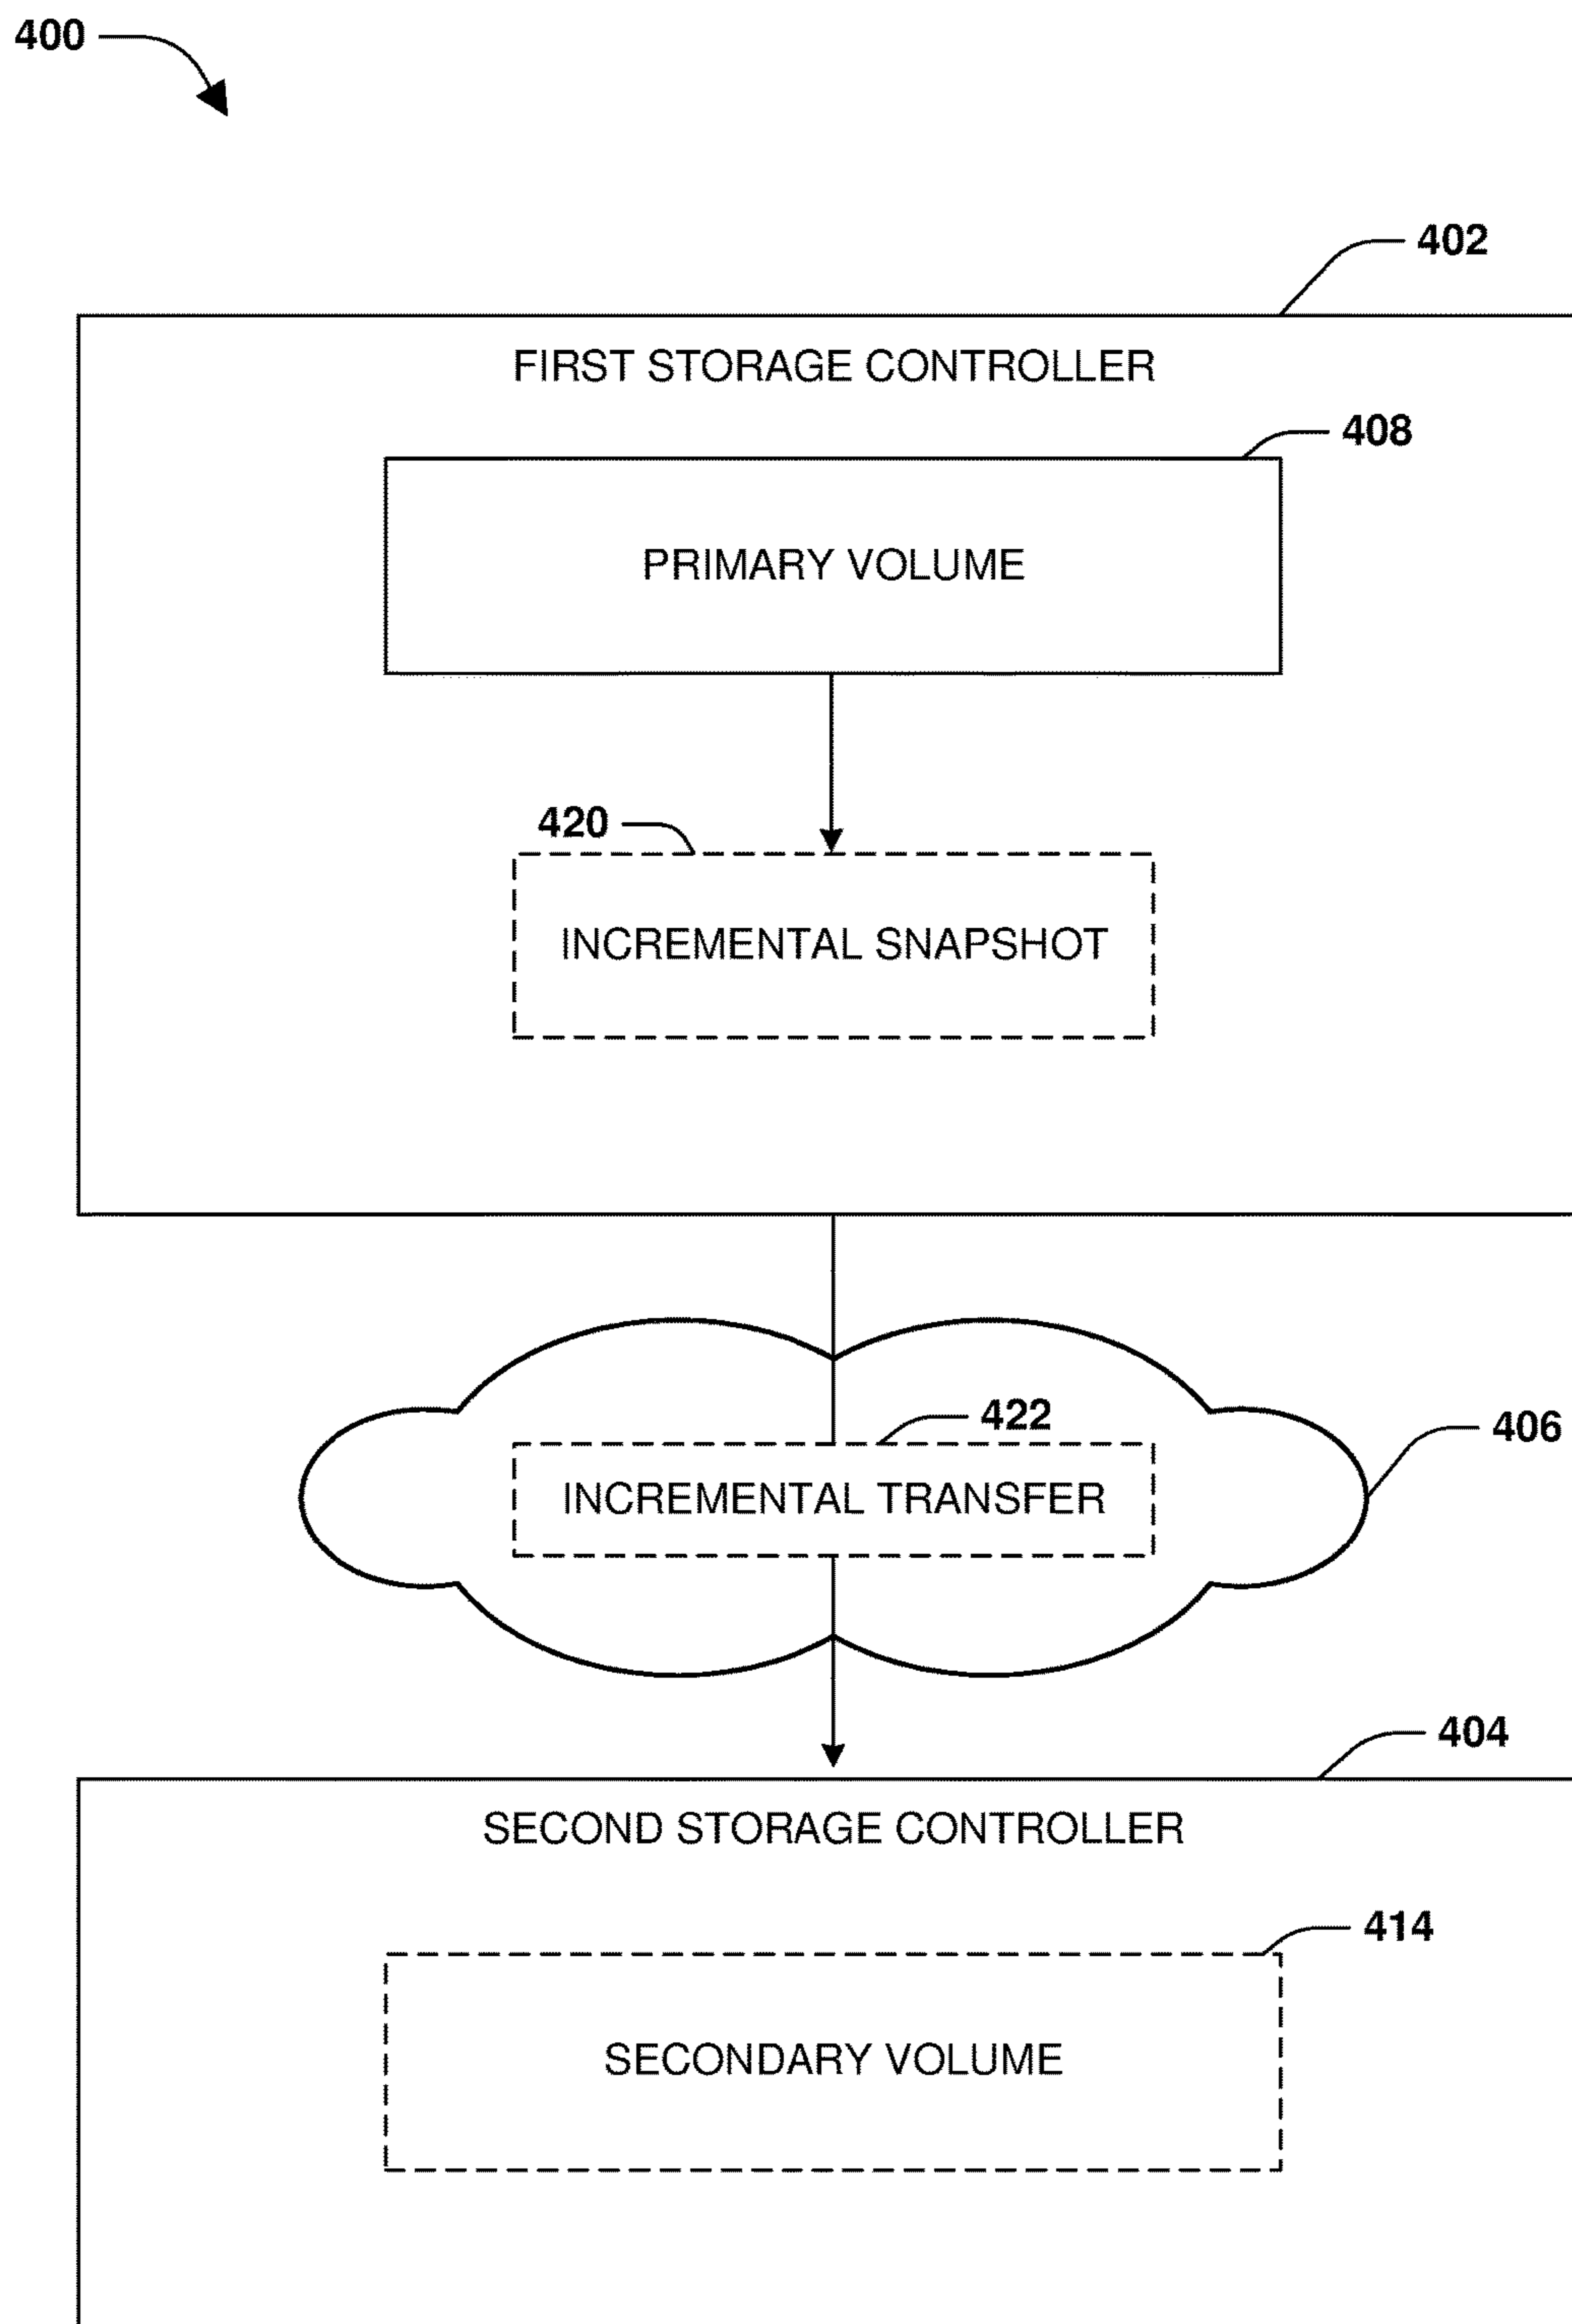 400
402
FIRST STORAGE CONTROLLER
408
PRIMARY VOLUME
420
INCREMENTAL SNAPSHOT
422
406
INCREMENTAL TRANSFER
404
SECOND STORAGE CONTROLLER
414
SECONDARY VOLUME